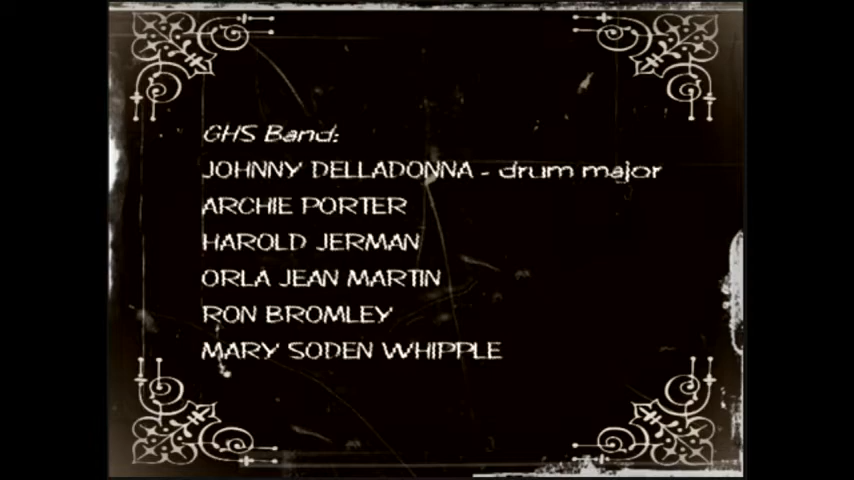 GHS Band:
JOHNNY DELLADONNA - drum major
ARCHIE PORTER
HAROLD JERMAN
ORLA JEAN MARTIN
RON BROMLEY
MARY SODEN WHIPPLE